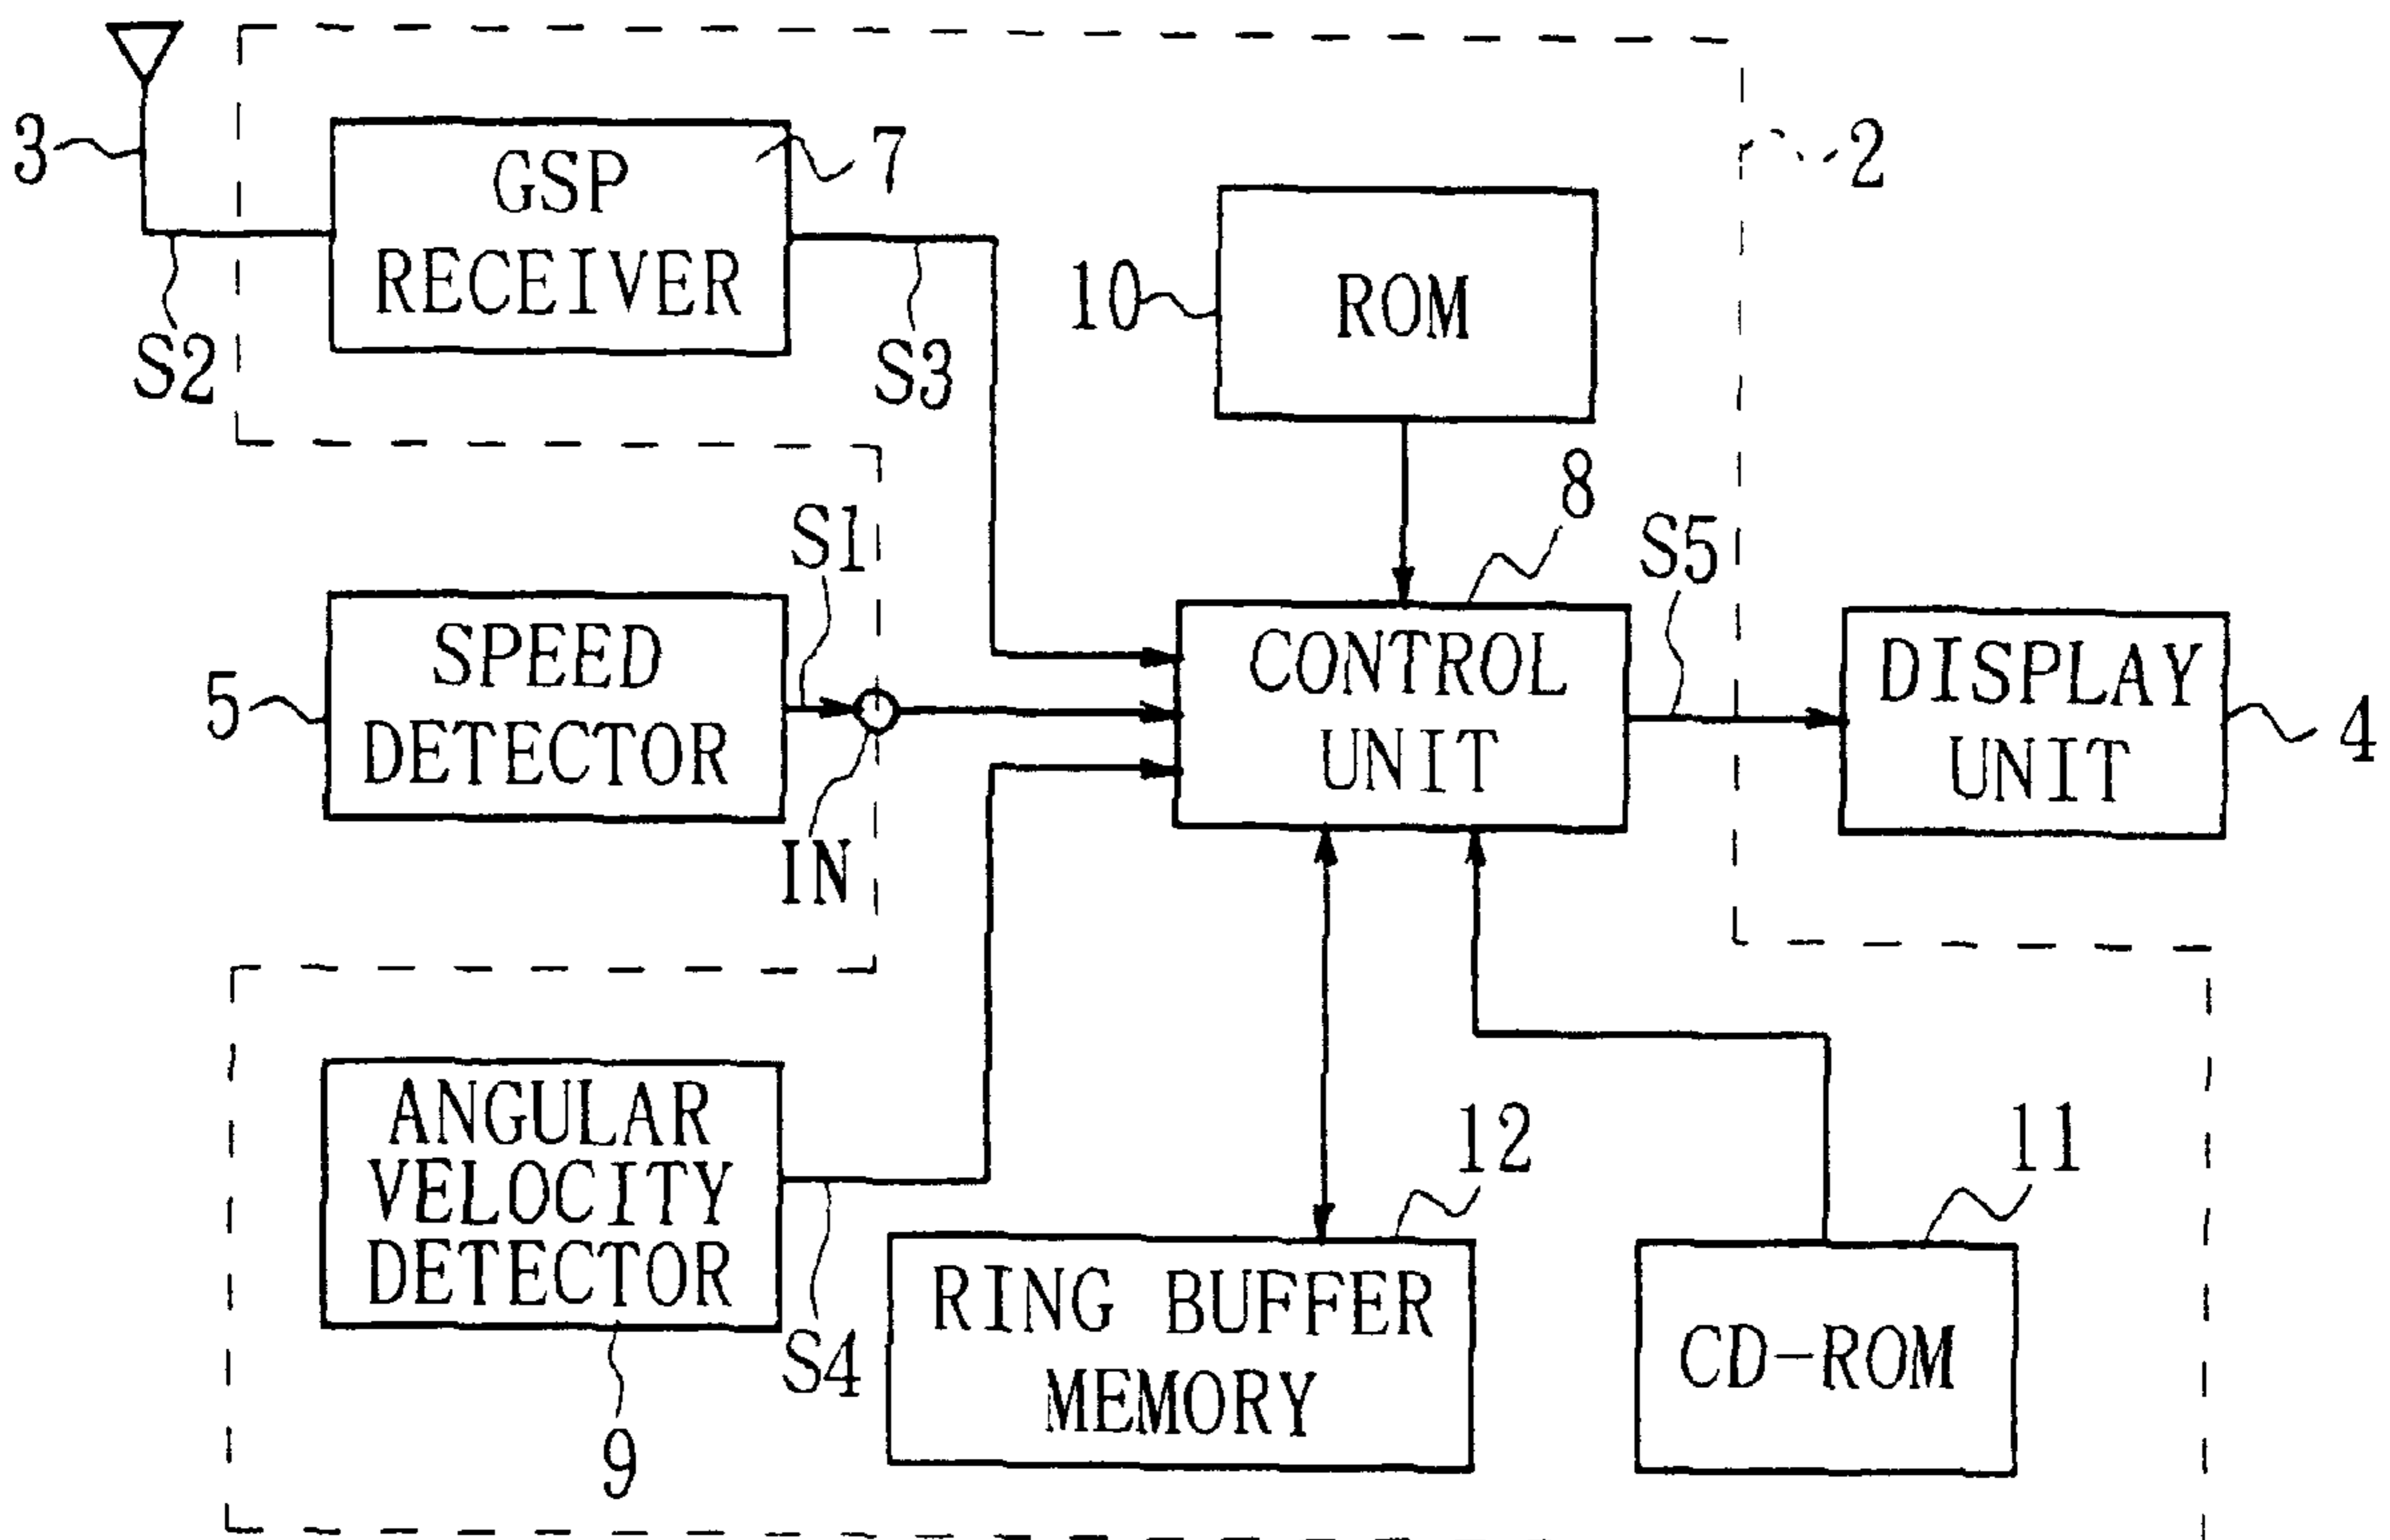 3
GSP
RECEIVER
7
2
S2
S3
10
ROM
8
S1
S5
5
SPEED
DETECTOR
IN
CONTROL
UNIT
DISPLAY
UNIT
4
ANGULAR
VELOCITY
DETECTOR
9
S4
12
RING BUFFER
MEMORY
11
CD-ROM